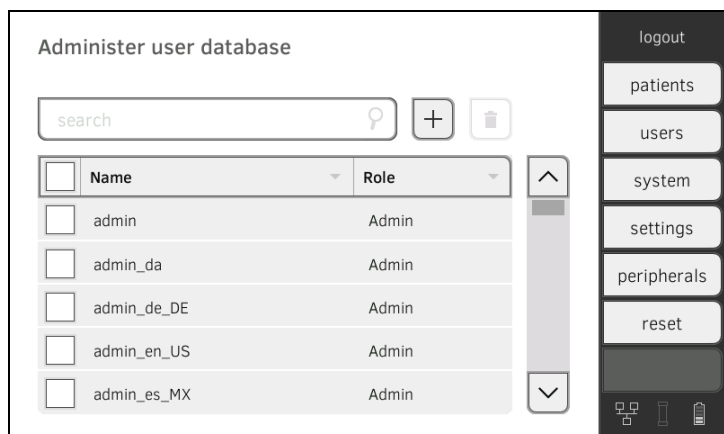 Administer user database
search
Name Role
admin Admin
admin_da Admin
admin_de_DE Admin
admin_en_US Admin
admin_es_MX Admin
logout
patients
users
system
settings
peripherals
reset